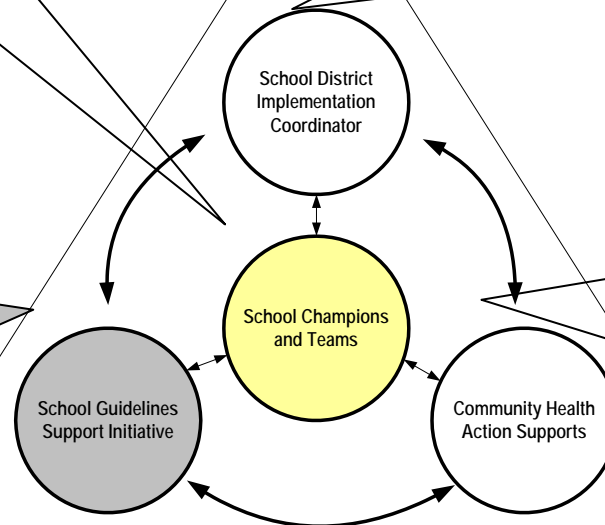 School District
Implementation
Coordinator
School Champions
and Teams
School Guidelines
Support Initiative
Community Health
Action Supports